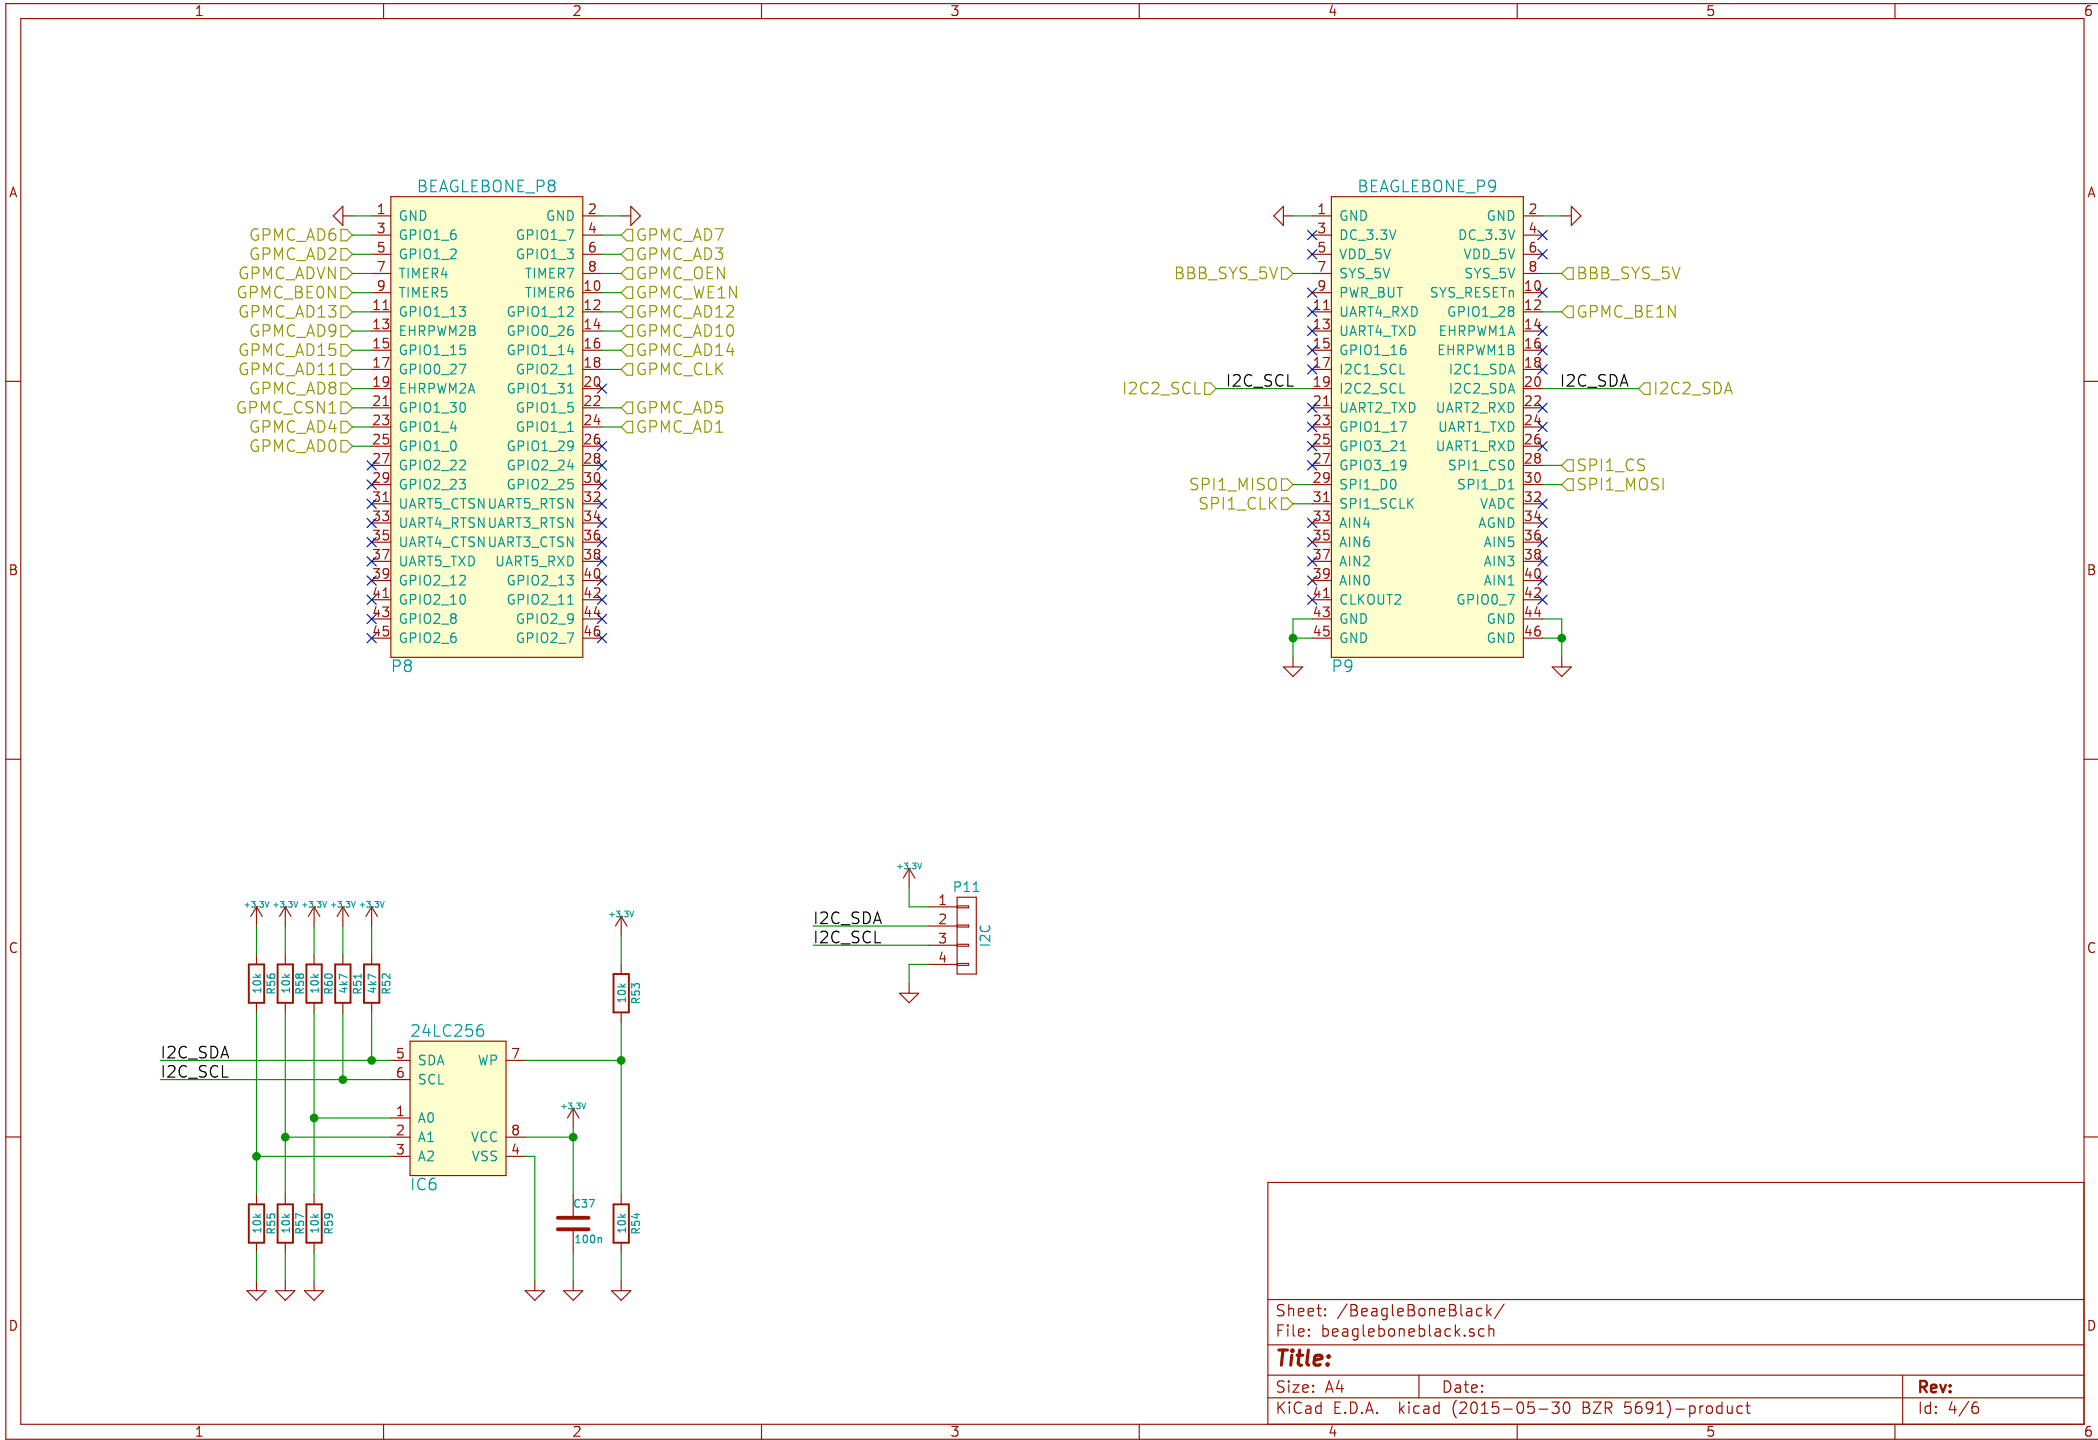 1 2 3 4 5 6
A A
B B
C C
D D
BEAGLEBONE_P8
1 GND GND 2
GPMC_AD6 3 GPIO1_6 GPIO1_7 4 GPMC_AD7
GPMC_AD2 5 GPIO1_2 GPIO1_3 6 GPMC_AD3
GPMC_ADVN 7 TIMER4 TIMER7 8 GPMC_OEN
GPMC_BE0N 9 TIMER5 TIMER6 10 GPMC_WE1N
GPMC_AD13 11 GPIO1_13 GPIO1_12 12 GPMC_AD12
GPMC_AD9 13 EHRPWM2B GPIO0_26 14 GPMC_AD10
GPMC_AD15 15 GPIO1_15 GPIO1_14 16 GPMC_AD14
GPMC_AD11 17 GPIO0_27 GPIO2_1 18 GPMC_CLK
GPMC_AD8 19 EHRPWM2A GPIO1_31 20
GPMC_CSN1 21 GPIO1_30 GPIO1_5 22 GPMC_AD5
GPMC_AD4 23 GPIO1_4 GPIO1_1 24 GPMC_AD1
GPMC_AD0 25 GPIO1_0 GPIO1_29 26
27 GPIO2_22 GPIO2_24 28
29 GPIO2_23 GPIO2_25 30
31 UART5_CTSN UART5_RTSN 32
33 UART4_RTSN UART3_RTSN 34
35 UART4_CTSN UART3_CTSN 36
37 UART5_TXD UART5_RXD 38
39 GPIO2_12 GPIO2_13 40
41 GPIO2_10 GPIO2_11 42
43 GPIO2_8 GPIO2_9 44
45 GPIO2_6 GPIO2_7 46
P8
BEAGLEBONE_P9
1 GND GND 2
3 DC_3.3V DC_3.3V 4
5 VDD_5V VDD_5V 6
BBB_SYS_5V 7 SYS_5V SYS_5V 8 BBB_SYS_5V
9 PWR_BUT SYS_RESETn 10
11 UART4_RXD GPIO1_28 12 GPMC_BE1N
13 UART4_TXD EHRPWM1A 14
15 GPIO1_16 EHRPWM1B 16
17 I2C1_SCL I2C1_SDA 18
I2C2_SCL I2C_SCL 19 I2C2_SCL I2C2_SDA 20 I2C_SDA I2C2_SDA
21 UART2_TXD UART2_RXD 22
23 GPIO1_17 UART1_TXD 24
25 GPIO3_21 UART1_RXD 26
27 GPIO3_19 SPI1_CS0 28 SPI1_CS
SPI1_MISO 29 SPI1_D0 SPI1_D1 30 SPI1_MOSI
SPI1_CLK 31 SPI1_SCLK VADC 32
33 AIN4 AGND 34
35 AIN6 AIN5 36
37 AIN2 AIN3 38
39 AIN0 AIN1 40
41 CLKOUT2 GPIO0_7 42
43 GND GND 44
45 GND GND 46
P9
+3.3V +3.3V +3.3V +3.3V +3.3V
+3.3V
10k R56 10k R58 10k R60 4k7 R51 4k7 R52
10k R53
24LC256
I2C_SDA 5 SDA WP 7
I2C_SCL 6 SCL
1 A0
+3.3V
2 A1 VCC 8
3 A2 VSS 4
IC6
10k R55 10k R57 10k R59
C37
100n
10k R54
+3.3V
P11
1
I2C_SDA 2
I2C_SCL 3
4
I2C
Sheet: /BeagleBoneBlack/
File: beagleboneblack.sch
Title:
Size: A4 Date: Rev:
KiCad E.D.A. kicad (2015-05-30 BZR 5691)-product Id: 4/6
1 2 3 4 5 6